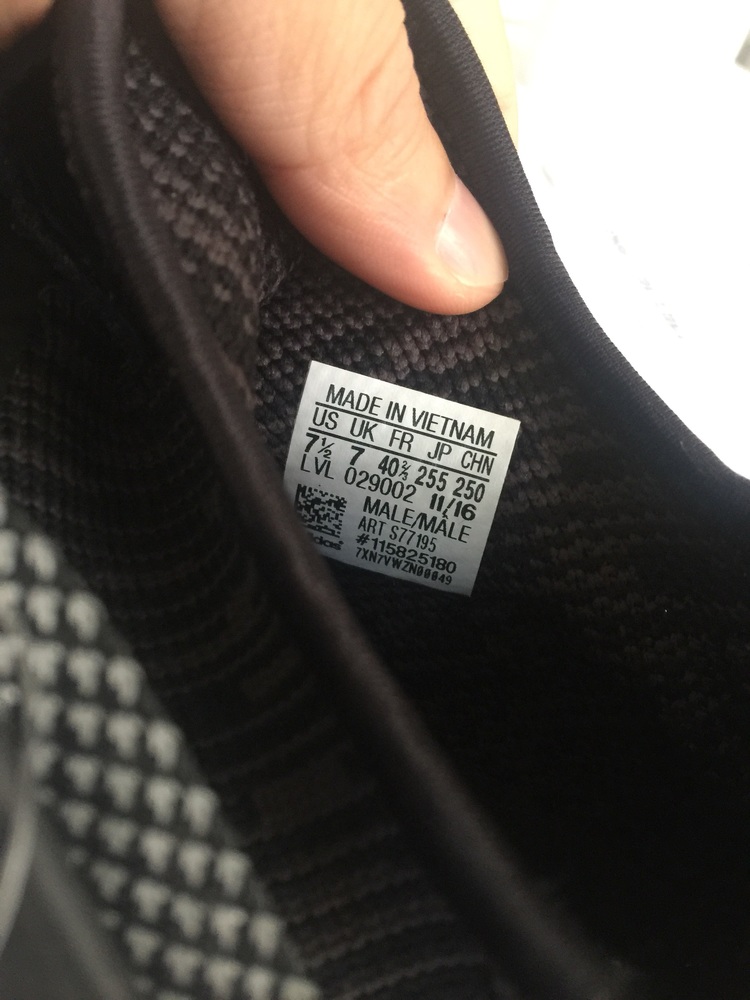 MADE IN VIETNAM
US UK FR JP CHN
7½ 7 40⅔ 255 250
LVL 029002 11/16
MALE/MÂLE
ART S77195
#115825180
7XN7VWZN00049
adidas